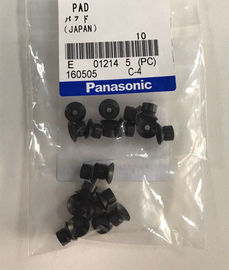 PAD
パッド
(JAPAN)
10
E 01214 5 (PC)
160505 C-4
Panasonic